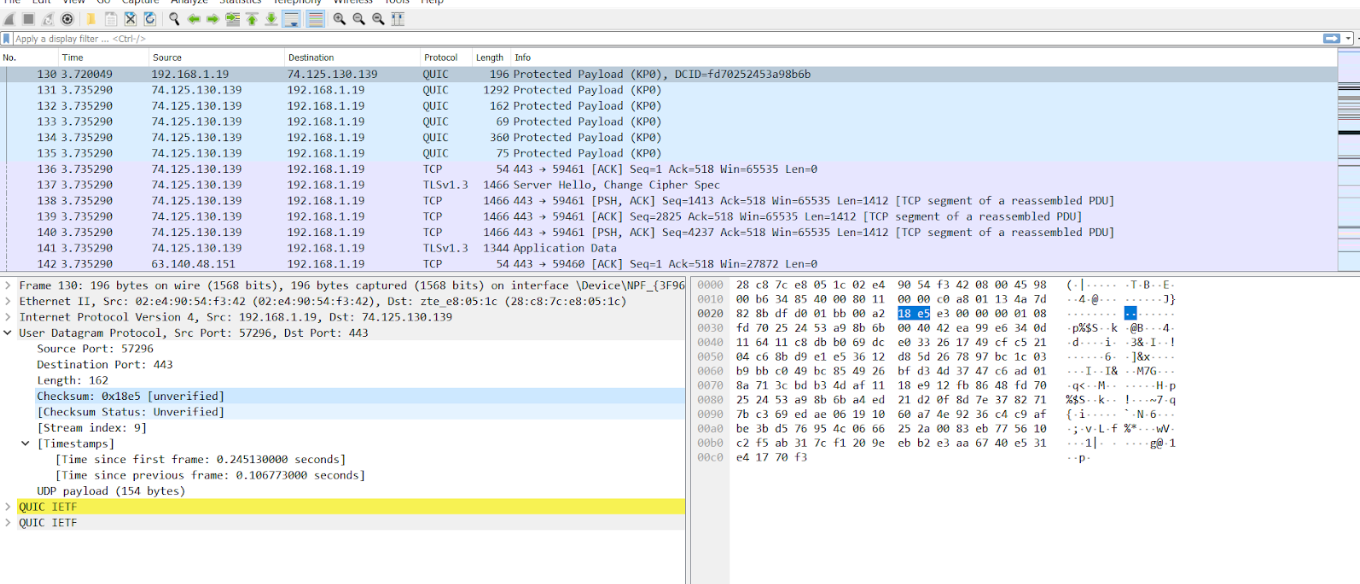 File Edit View Go Capture Analyze Statistics Telephony Wireless Tools Help
Apply a display filter ... <Ctrl-/>
No. Time Source Destination Protocol Length Info
130 3.720049 192.168.1.19 74.125.130.139 QUIC 196 Protected Payload (KP0), DCID=fd70252453a98b6b
131 3.735290 74.125.130.139 192.168.1.19 QUIC 1292 Protected Payload (KP0)
132 3.735290 74.125.130.139 192.168.1.19 QUIC 162 Protected Payload (KP0)
133 3.735290 74.125.130.139 192.168.1.19 QUIC 69 Protected Payload (KP0)
134 3.735290 74.125.130.139 192.168.1.19 QUIC 360 Protected Payload (KP0)
135 3.735290 74.125.130.139 192.168.1.19 QUIC 75 Protected Payload (KP0)
136 3.735290 74.125.130.139 192.168.1.19 TCP 54 443 → 59461 [ACK] Seq=1 Ack=518 Win=65535 Len=0
137 3.735290 74.125.130.139 192.168.1.19 TLSv1.3 1466 Server Hello, Change Cipher Spec
138 3.735290 74.125.130.139 192.168.1.19 TCP 1466 443 → 59461 [PSH, ACK] Seq=1413 Ack=518 Win=65535 Len=1412 [TCP segment of a reassembled PDU]
139 3.735290 74.125.130.139 192.168.1.19 TCP 1466 443 → 59461 [ACK] Seq=2825 Ack=518 Win=65535 Len=1412 [TCP segment of a reassembled PDU]
140 3.735290 74.125.130.139 192.168.1.19 TCP 1466 443 → 59461 [PSH, ACK] Seq=4237 Ack=518 Win=65535 Len=1412 [TCP segment of a reassembled PDU]
141 3.735290 74.125.130.139 192.168.1.19 TLSv1.3 1344 Application Data
142 3.735290 63.140.48.151 192.168.1.19 TCP 54 443 → 59460 [ACK] Seq=1 Ack=518 Win=27872 Len=0
Frame 130: 196 bytes on wire (1568 bits), 196 bytes captured (1568 bits) on interface \Device\NPF_{3F96
Ethernet II, Src: 02:e4:90:54:f3:42 (02:e4:90:54:f3:42), Dst: zte_e8:05:1c (28:c8:7c:e8:05:1c)
Internet Protocol Version 4, Src: 192.168.1.19, Dst: 74.125.130.139
User Datagram Protocol, Src Port: 57296, Dst Port: 443
Source Port: 57296
Destination Port: 443
Length: 162
Checksum: 0x18e5 [unverified]
[Checksum Status: Unverified]
[Stream index: 9]
[Timestamps]
[Time since first frame: 0.245130000 seconds]
[Time since previous frame: 0.106773000 seconds]
UDP payload (154 bytes)
QUIC IETF
QUIC IETF
0000 28 c8 7c e8 05 1c 02 e4 90 54 f3 42 08 00 45 98 (·|·····  ·T·B··E·
0010 00 b6 34 85 40 00 80 11 00 00 c0 a8 01 13 4a 7d ··4·@··· ······J}
0020 82 8b df d0 01 bb 00 a2 18 e5 e3 00 00 00 01 08
0030 fd 70 25 24 53 a9 8b 6b 00 40 42 ea 99 e6 34 0d ·p%$S··k ·@B···4·
0040 11 64 11 c8 db b0 69 dc e0 33 26 17 49 cf c5 21 ·d····i· ·3&·I··!
0050 04 c6 8b d9 e1 e5 36 12 d8 5d 26 78 97 bc 1c 03 ······6· ·]&x····
0060 b9 bb c0 49 bc 85 49 26 bf d3 4d 37 47 c6 ad 01 ···I··I& ··M7G···
0070 8a 71 3c bd b3 4d af 11 18 e9 12 fb 86 48 fd 70 ·q<··M·· ·····H·p
0080 25 24 53 a9 8b 6b a4 ed 21 d2 0f 8d 7e 37 82 71 %$S··k·· !···~7·q
0090 7b c3 69 ed ae 06 19 10 60 a7 4e 92 36 c4 c9 af {·i····· `·N·6···
00a0 be 3b d5 76 95 4c 06 66 25 2a 00 83 eb 77 56 10 ·;·v·L·f %*···wV·
00b0 c2 f5 ab 31 7c f1 20 9e eb b2 e3 aa 67 40 e5 31 ···1|· · ····g@·1
00c0 e4 17 70 f3 ··p·